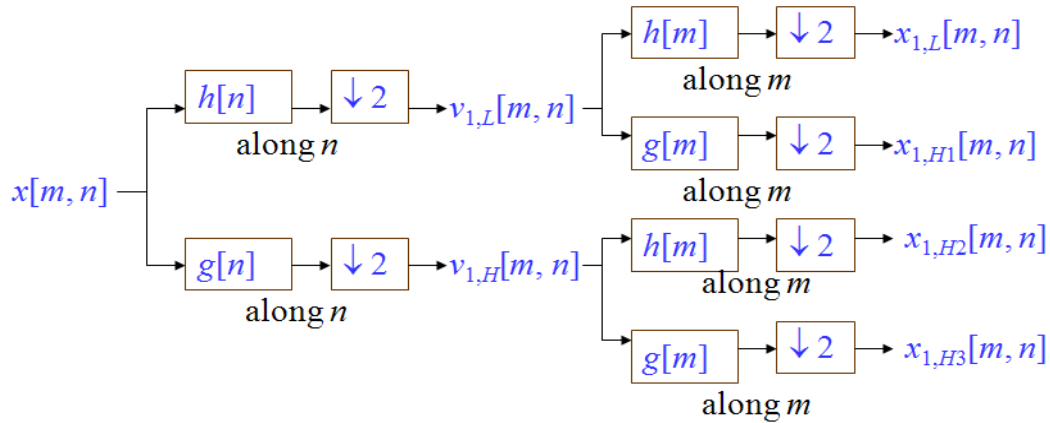 h[m] ↓2 x₁,L[m, n]
along m
h[n] ↓2 v₁,L[m, n]
along n
g[m] ↓2 x₁,H1[m, n]
along m
x[m, n]
g[n] ↓2 v₁,H[m, n]
along n
h[m] ↓2 x₁,H2[m, n]
along m
g[m] ↓2 x₁,H3[m, n]
along m